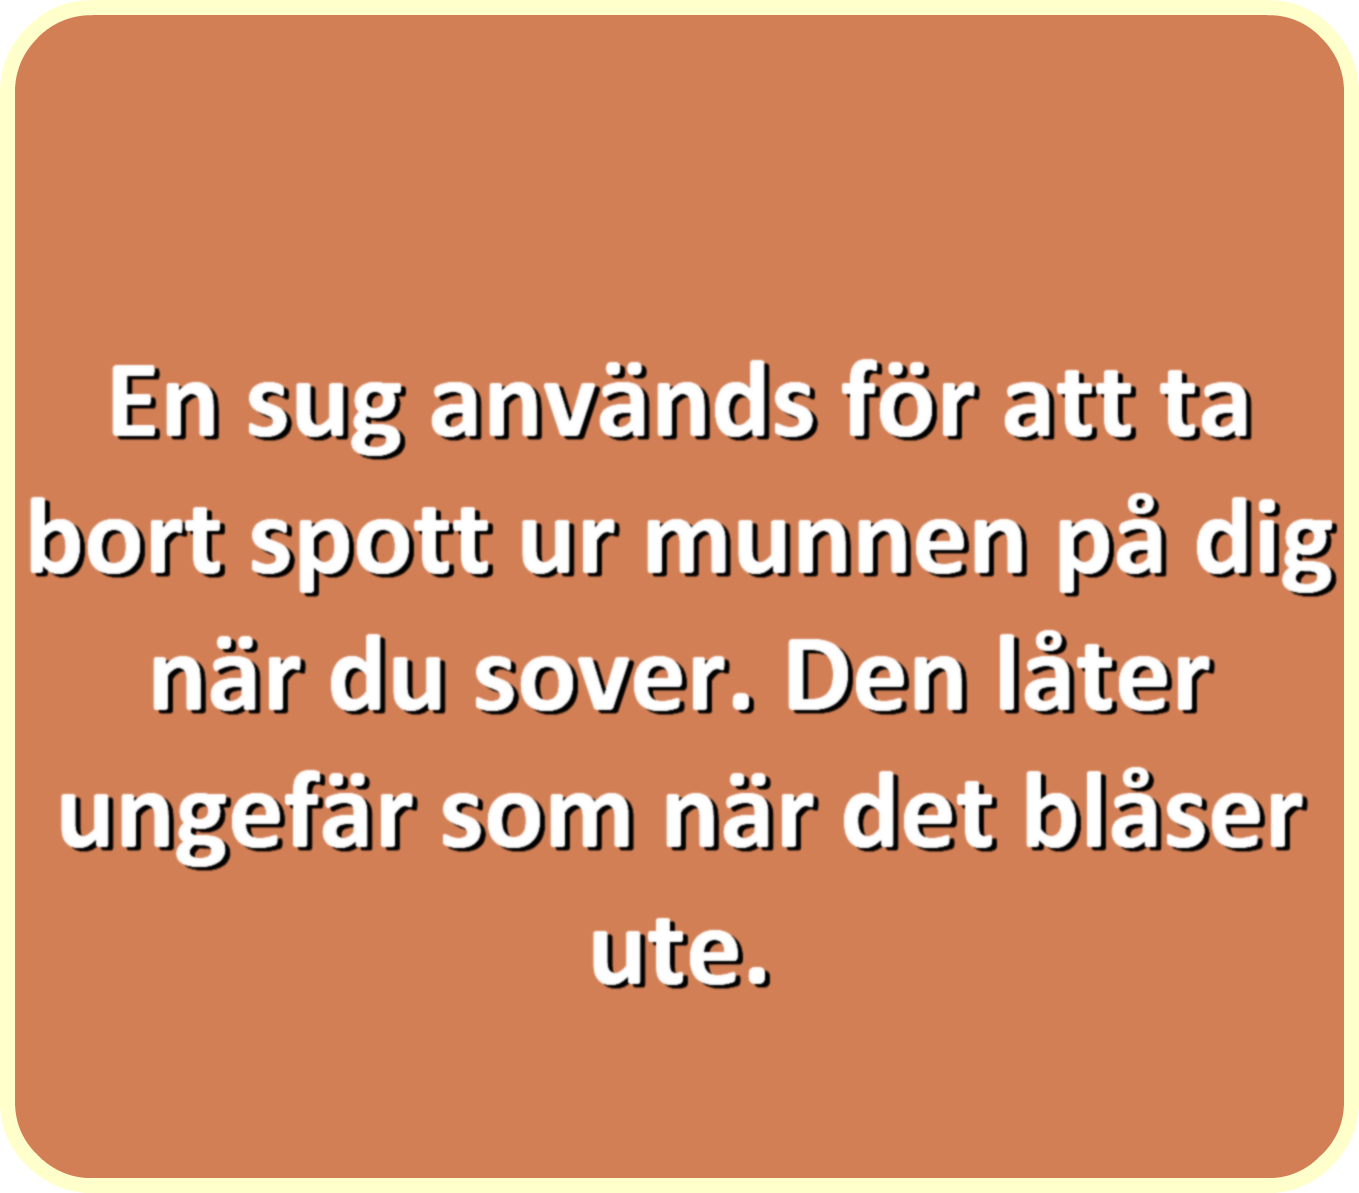 En sug används för att ta
bort spott ur munnen på dig
när du sover. Den låter
ungefär som när det blåser
ute.